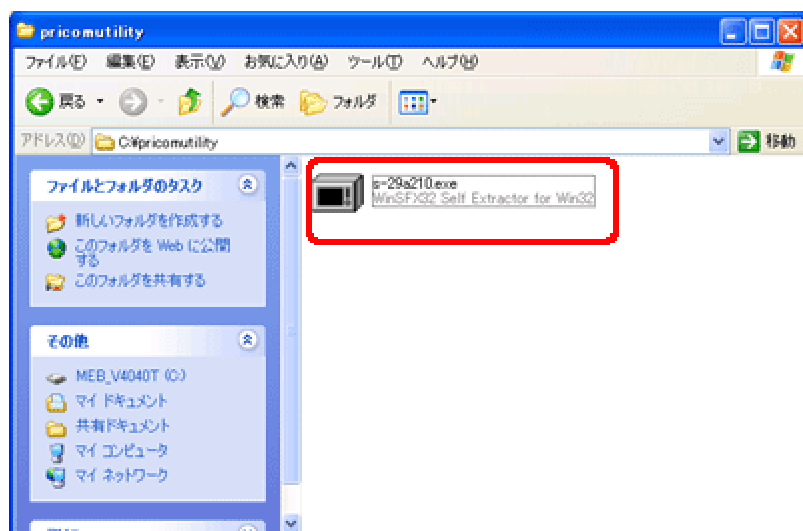 pricomutility
ファイル(F) 編集(E) 表示(V) お気に入り(A) ツール(T) ヘルプ(H)
戻る 検索 フォルダ
アドレス(D) C:¥pricomutility 移動
ファイルとフォルダのタスク
新しいフォルダを作成する
このフォルダを Web に公開
する
このフォルダを共有する
その他
MEB_V4040T (C:)
マイ ドキュメント
共有ドキュメント
マイ コンピュータ
マイ ネットワーク
s-29a210.exe
WinSFX32 Self Extractor for Win32